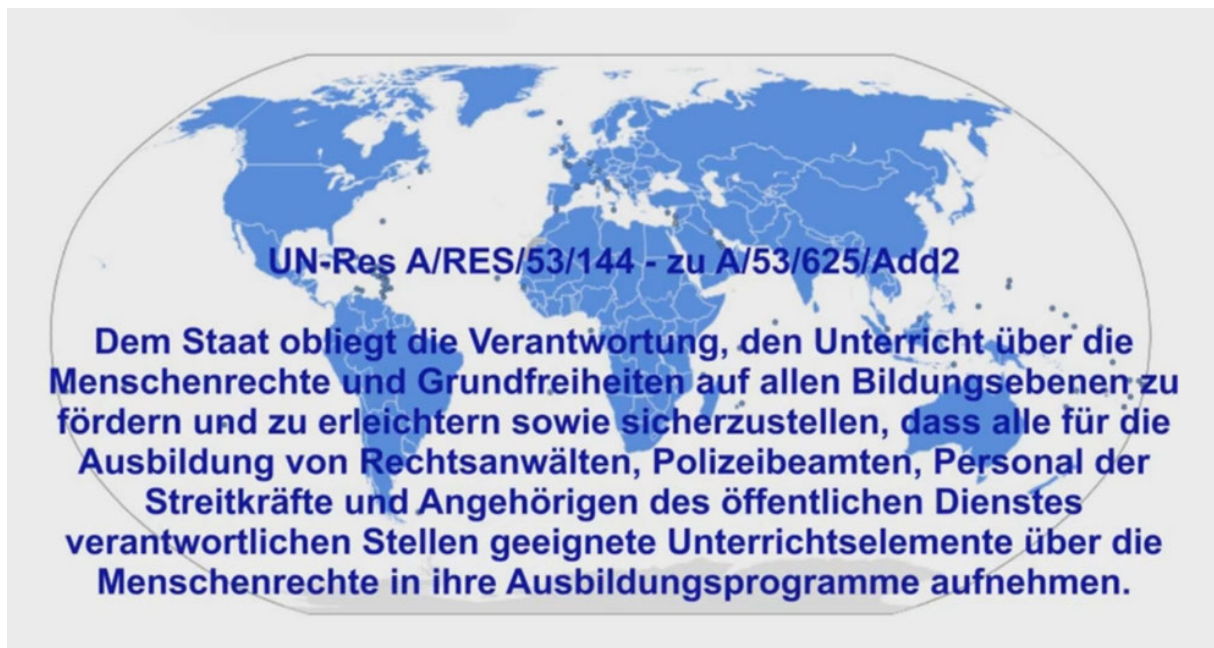 UN-Res A/RES/53/144 - zu A/53/625/Add2
Dem Staat obliegt die Verantwortung, den Unterricht über die
Menschenrechte und Grundfreiheiten auf allen Bildungsebenen zu
fördern und zu erleichtern sowie sicherzustellen, dass alle für die
Ausbildung von Rechtsanwälten, Polizeibeamten, Personal der
Streitkräfte und Angehörigen des öffentlichen Dienstes
verantwortlichen Stellen geeignete Unterrichtselemente über die
Menschenrechte in ihre Ausbildungsprogramme aufnehmen.